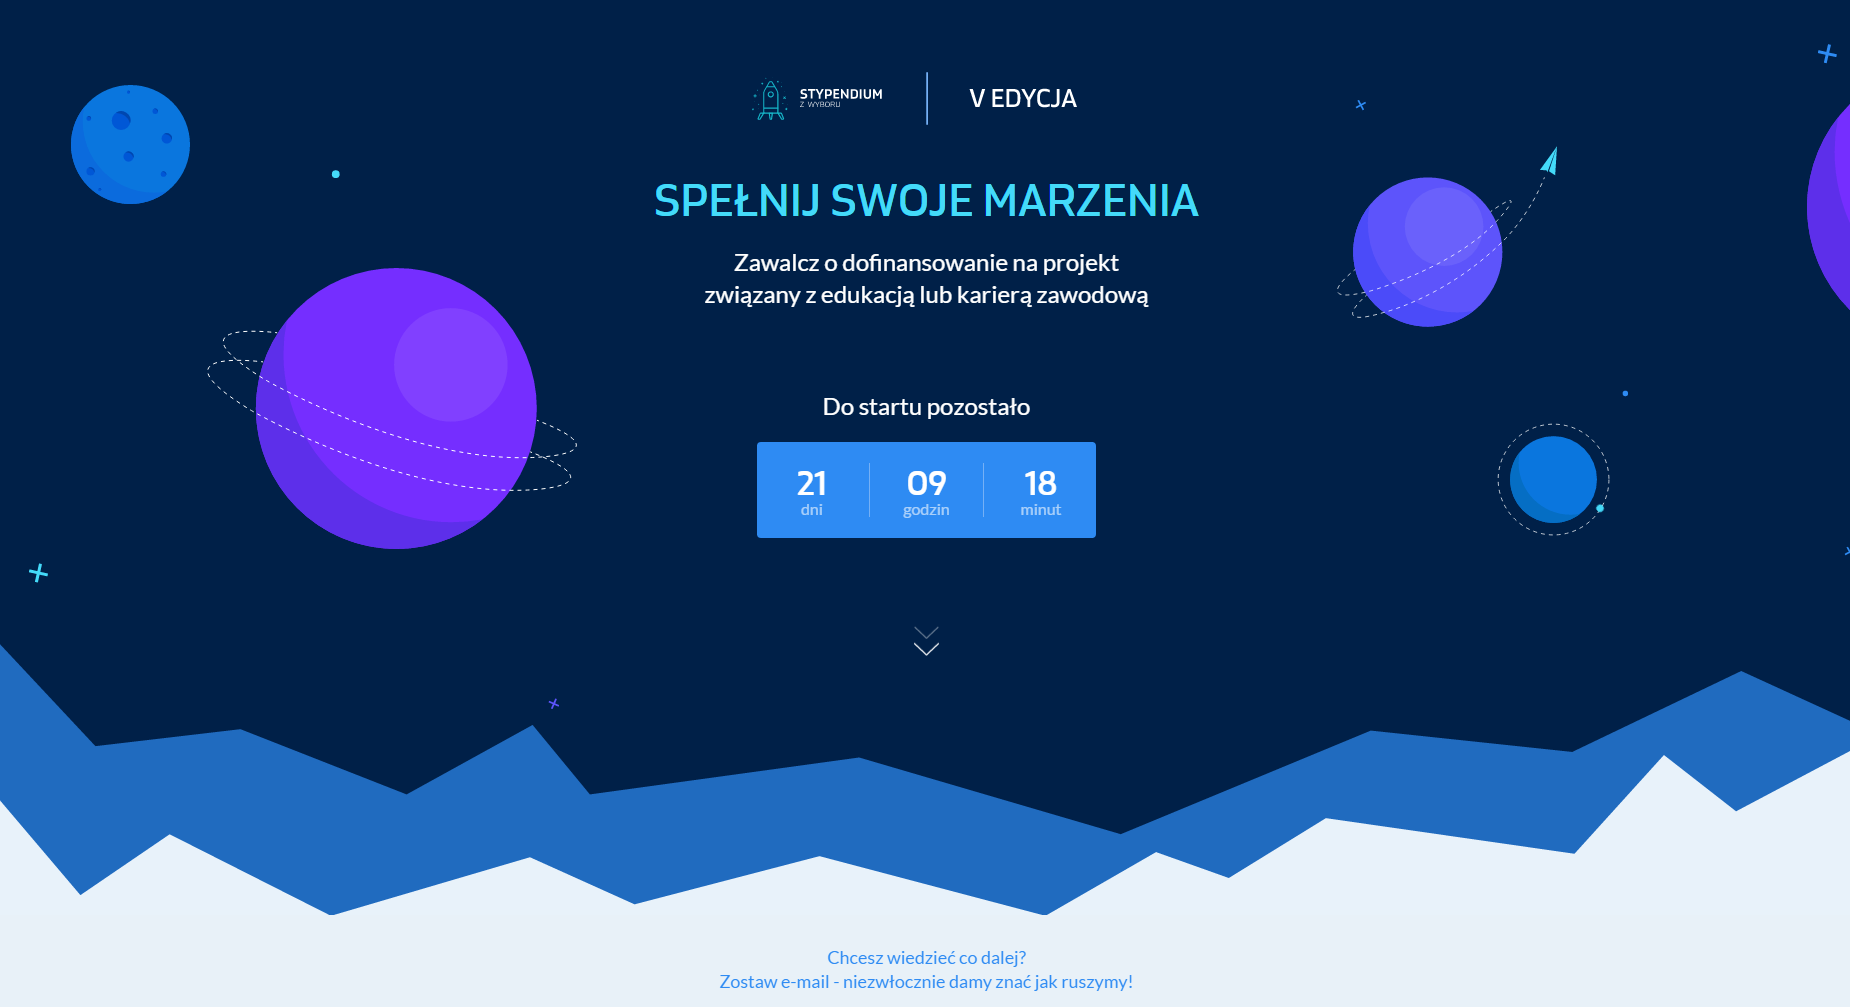 STYPENDIUM
Z WYBORU
V EDYCJA
SPEŁNIJ SWOJE MARZENIA
Zawalcz o dofinansowanie na projekt
związany z edukacją lub karierą zawodową
Do startu pozostało
21 09 18
dni godzin minut
Chcesz wiedzieć co dalej?
Zostaw e-mail - niezwłocznie damy znać jak ruszymy!